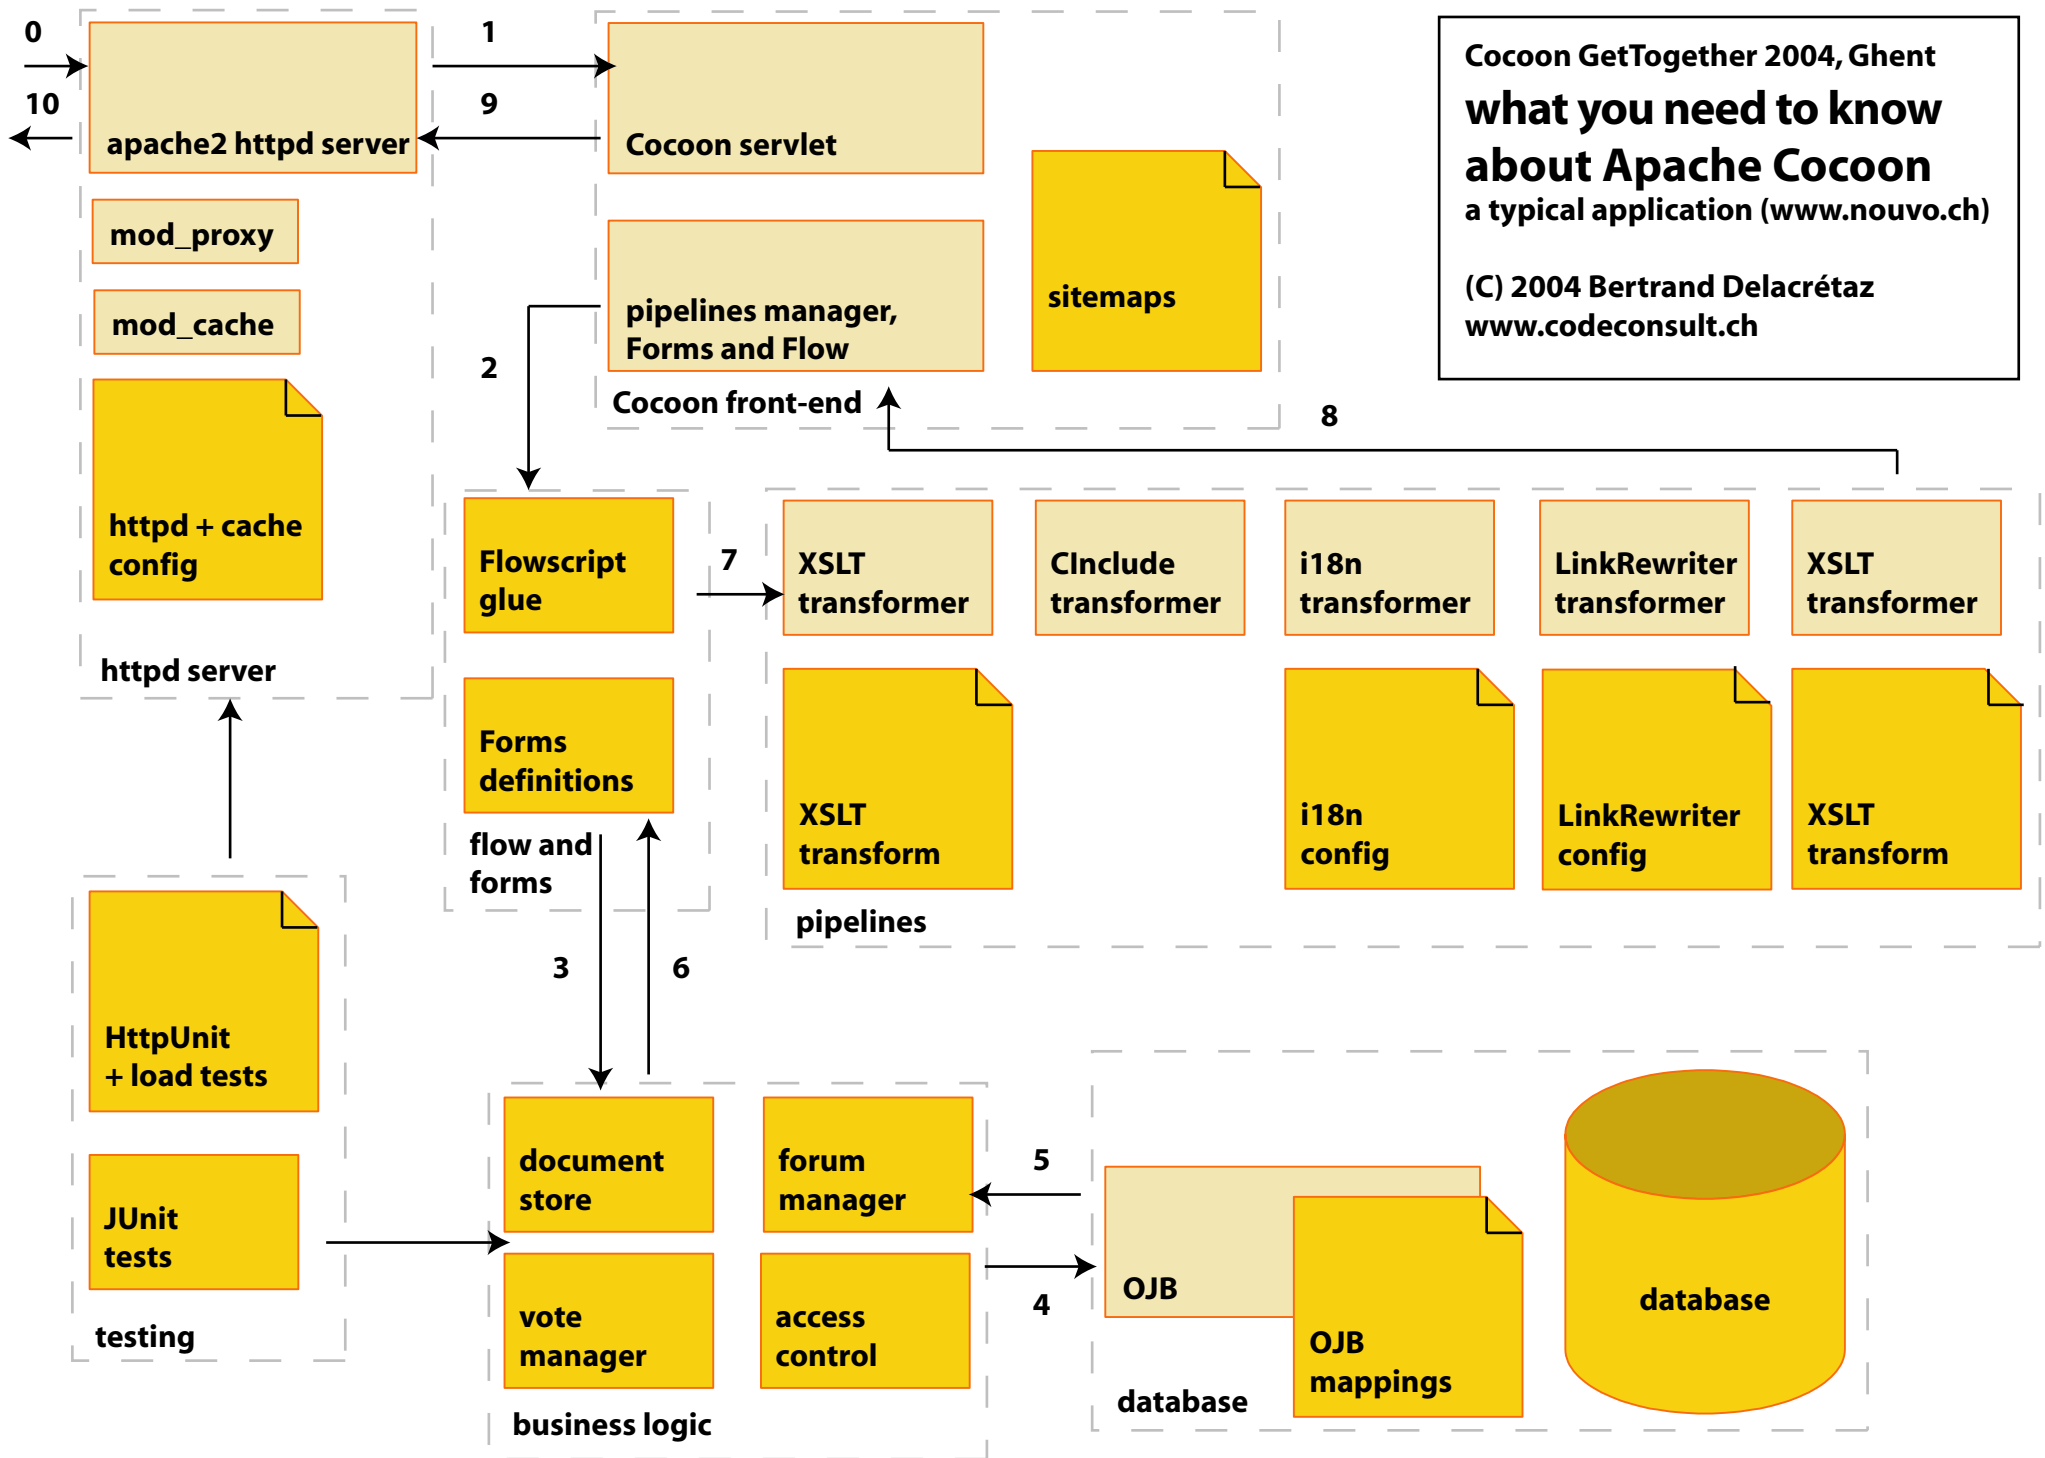 0
10
apache2 httpd server
mod_proxy
mod_cache
httpd + cache
config
httpd server
1
9
Cocoon servlet
pipelines manager,
Forms and Flow
sitemaps
Cocoon front-end
2
8
Cocoon GetTogether 2004, Ghent
what you need to know
about Apache Cocoon
a typical application (www.nouvo.ch)
(C) 2004 Bertrand Delacrétaz
www.codeconsult.ch
Flowscript
glue
Forms
definitions
flow and
forms
7
XSLT
transformer
CInclude
transformer
i18n
transformer
LinkRewriter
transformer
XSLT
transformer
XSLT
transform
i18n
config
LinkRewriter
config
XSLT
transform
pipelines
3
6
HttpUnit
+ load tests
JUnit
tests
testing
document
store
forum
manager
vote
manager
access
control
business logic
5
4
OJB
OJB
mappings
database
database